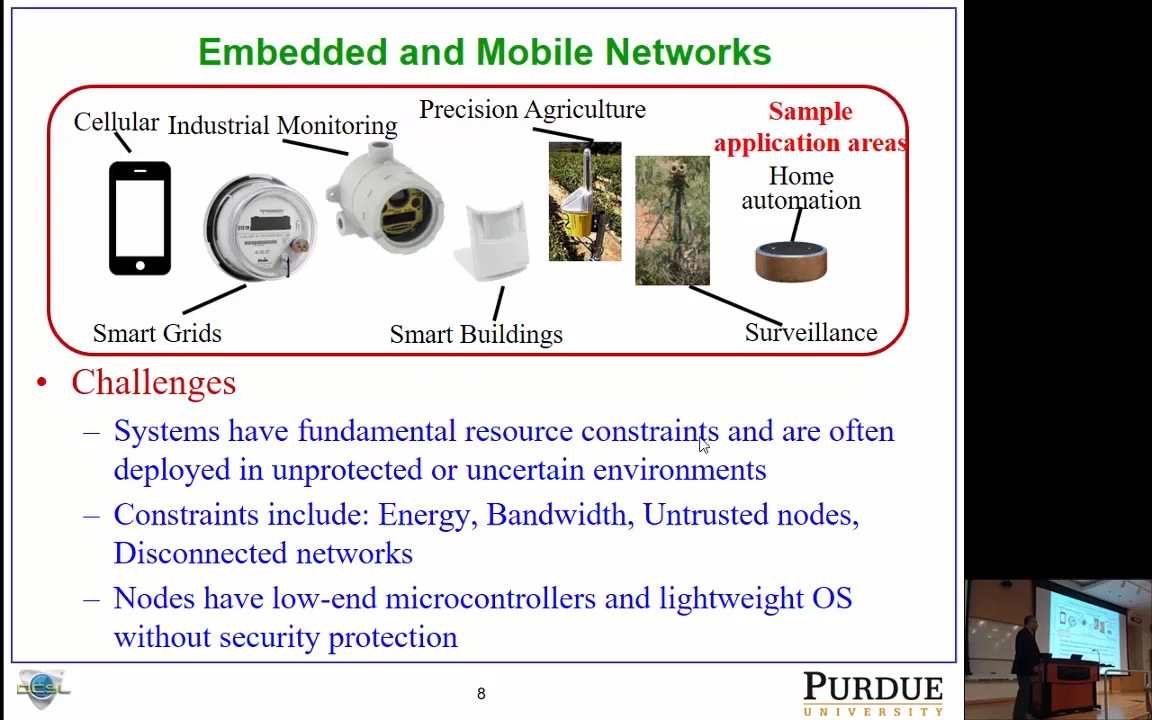 Embedded and Mobile Networks
Cellular
Industrial Monitoring
Precision Agriculture
Sample
application areas
Home
automation
Smart Grids
Smart Buildings
Surveillance
• Challenges
– Systems have fundamental resource constraints and are often
deployed in unprotected or uncertain environments
– Constraints include: Energy, Bandwidth, Untrusted nodes,
Disconnected networks
– Nodes have low-end microcontrollers and lightweight OS
without security protection
DCSL
8
PURDUE
UNIVERSITY